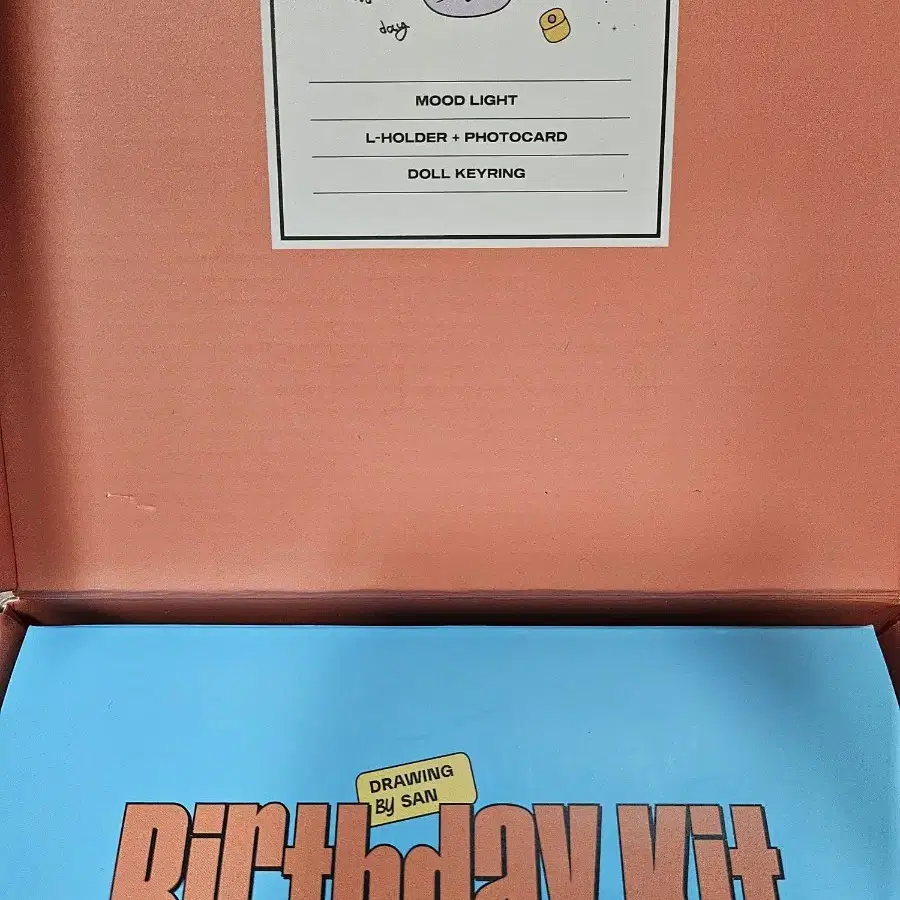 day
MOOD LIGHT
L-HOLDER + PHOTOCARD
DOLL KEYRING
DRAWING
By SAN
Birthday Kit